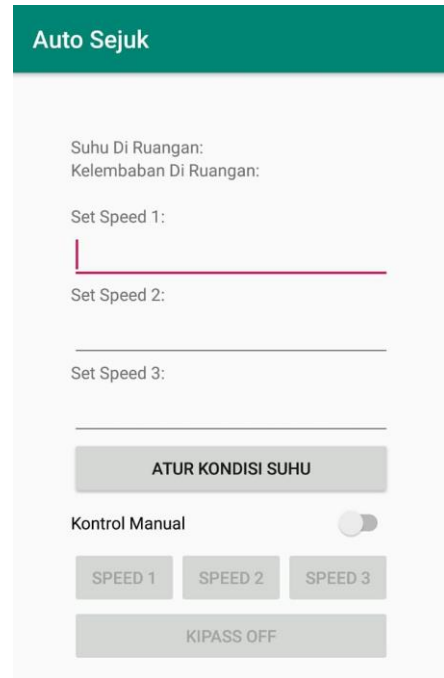 Auto Sejuk
Suhu Di Ruangan:
Kelembaban Di Ruangan:
Set Speed 1:
Set Speed 2:
Set Speed 3:
ATUR KONDISI SUHU
Kontrol Manual
SPEED 1 SPEED 2 SPEED 3
KIPASS OFF